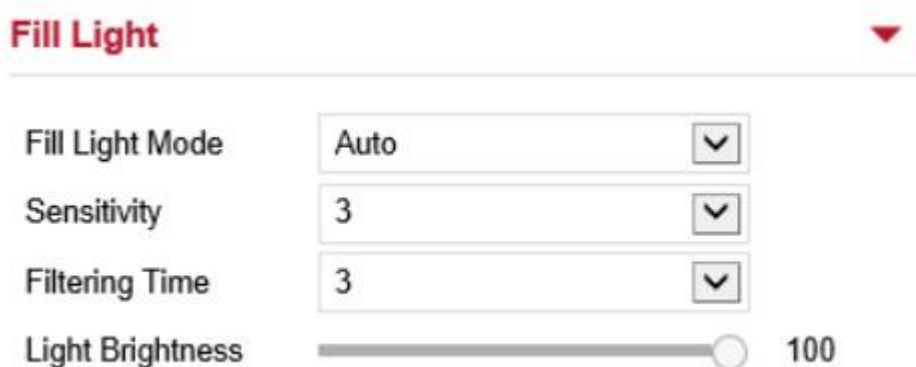 Fill Light
Fill Light Mode Auto
Sensitivity 3
Filtering Time 3
Light Brightness 100